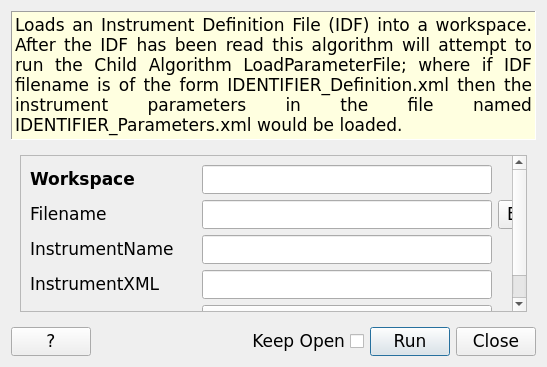 Loads an Instrument Definition File (IDF) into a workspace.
After the IDF has been read this algorithm will attempt to
run the Child Algorithm LoadParameterFile; where if IDF
filename is of the form IDENTIFIER_Definition.xml then the
instrument parameters in the file named
IDENTIFIER_Parameters.xml would be loaded.
Workspace
Filename
InstrumentName
InstrumentXML
? Keep Open Run Close